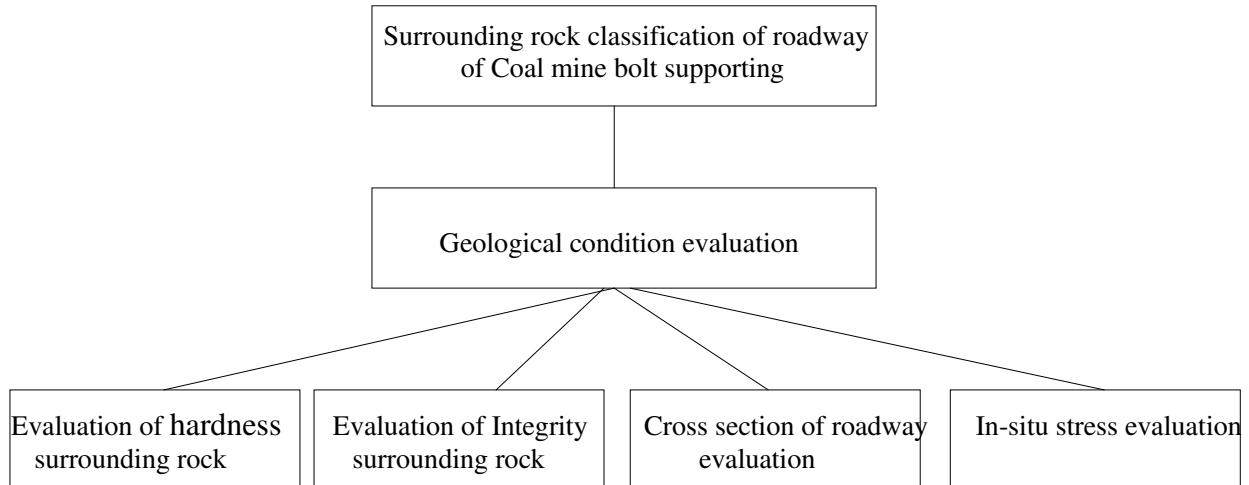 Surrounding rock classification of roadway
of Coal mine bolt supporting
Geological condition evaluation
Evaluation of hardness
surrounding rock
Evaluation of Integrity
surrounding rock
Cross section of roadway
evaluation
In-situ stress evaluation